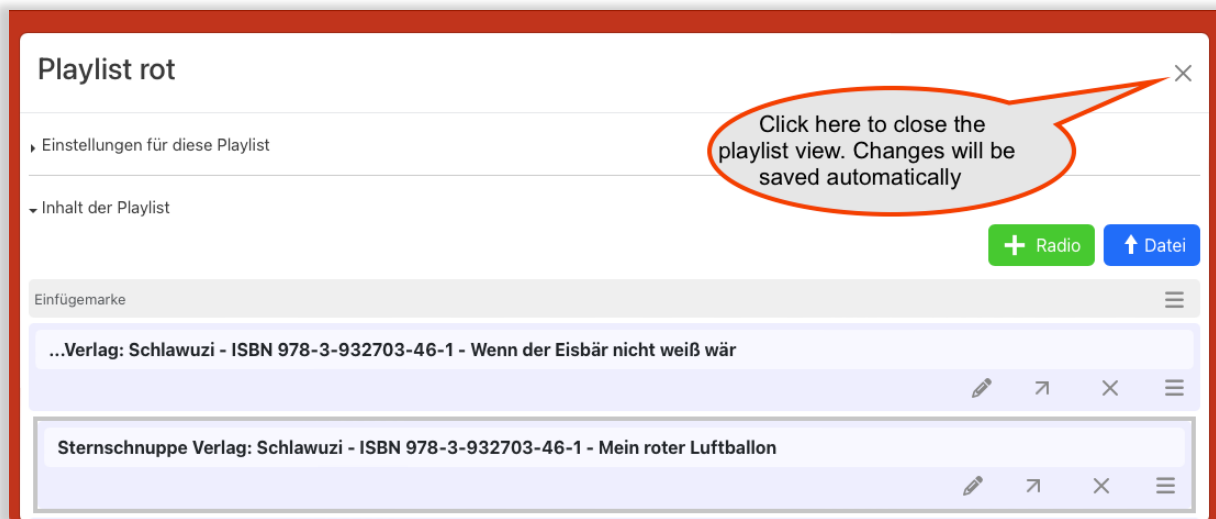 Playlist rot
Click here to close the
playlist view. Changes will be
saved automatically
Einstellungen für diese Playlist
Inhalt der Playlist
Radio
Datei
Einfügemarke
...Verlag: Schlawuzi - ISBN 978-3-932703-46-1 - Wenn der Eisbär nicht weiß wär
Sternschnuppe Verlag: Schlawuzi - ISBN 978-3-932703-46-1 - Mein roter Luftballon